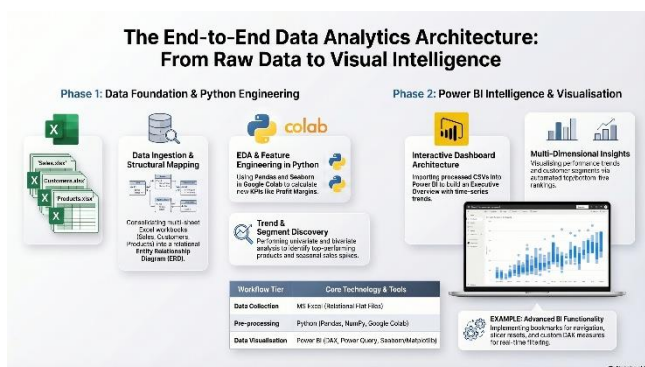 The End-to-End Data Analytics Architecture:
From Raw Data to Visual Intelligence
Phase 1: Data Foundation & Python Engineering
Sales.xlsx
Customers.xlsx
Products.xlsx
Data Ingestion &
Structural Mapping
Consolidating multi-sheet
Excel workbooks
(Sales, Customers,
Products) into a relational
Entity Relationship
Diagram (ERD).
colab
EDA & Feature
Engineering in Python
Using Pandas and Seaborn
in Google Colab to calculate
new KPIs like Profit Margins.
Trend &
Segment Discovery
Performing univariate and bivariate
analysis to identify top-performing
products and seasonal sales spikes.
Workflow Tier Core Technology & Tools
Data Collection MS Excel (Relational Flat Files)
Pre-processing Python (Pandas, NumPy, Google Colab)
Data Visualisation Power BI (DAX, Power Query, Seaborn/Matplotlib)
Phase 2: Power BI Intelligence & Visualisation
Interactive Dashboard
Architecture
Importing processed CSVs into
Power BI to build an Executive
Overview with time-series
trends.
Multi-Dimensional Insights
Visualising performance trends
and customer segments via
automated top/bottom-five
rankings.
EXAMPLE: Advanced BI Functionality
Implementing bookmarks for navigation,
slicer resets, and custom DAX measures
for real-time filtering.